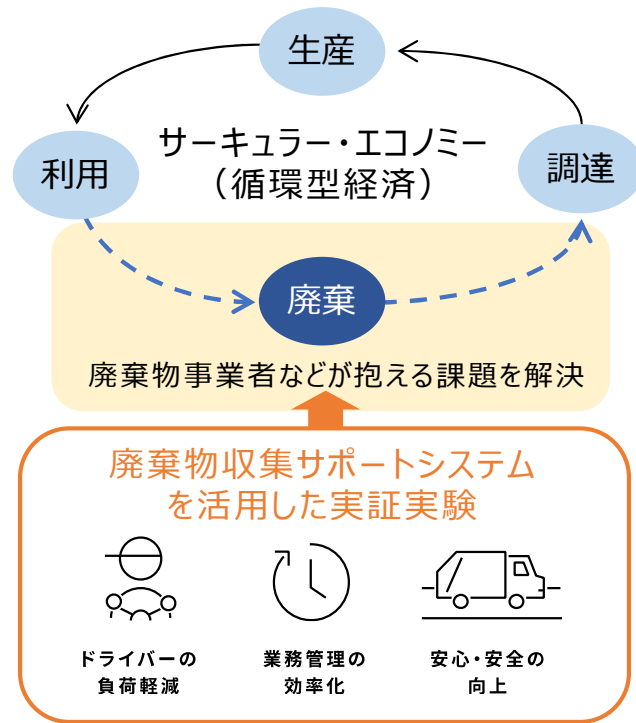 生産
サーキュラー・エコノミー
（循環型経済）
利用
調達
廃棄
廃棄物事業者などが抱える課題を解決
廃棄物収集サポートシステム
を活用した実証実験
ドライバーの
負荷軽減
業務管理の
効率化
安心・安全の
向上